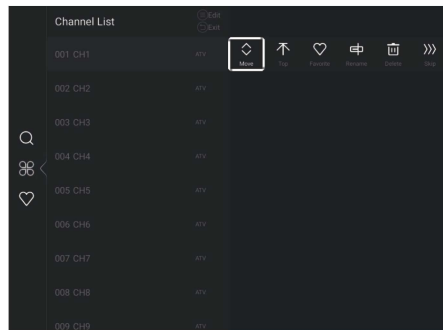 Channel List
Edit
Exit
001 CH1 ATV
Move Top Favorite Rename Delete Skip
002 CH2 ATV
003 CH3 ATV
004 CH4 ATV
005 CH5 ATV
006 CH6 ATV
007 CH7 ATV
008 CH8 ATV
009 CH9 ATV